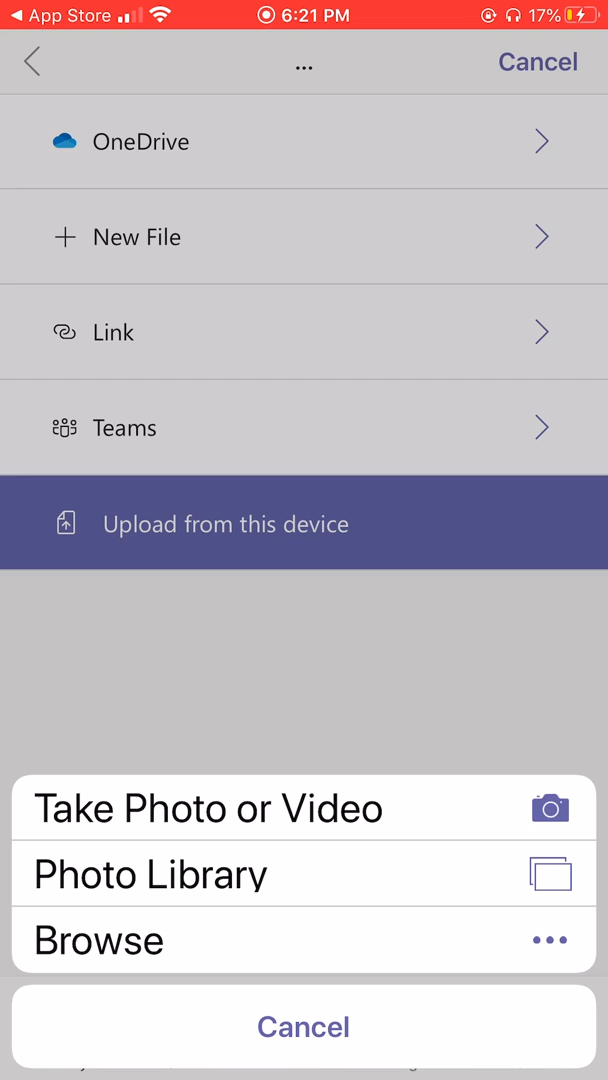 App Store 6:21 PM 17%
... Cancel
OneDrive
New File
Link
Teams
Upload from this device
Take Photo or Video
Photo Library
Browse
Cancel